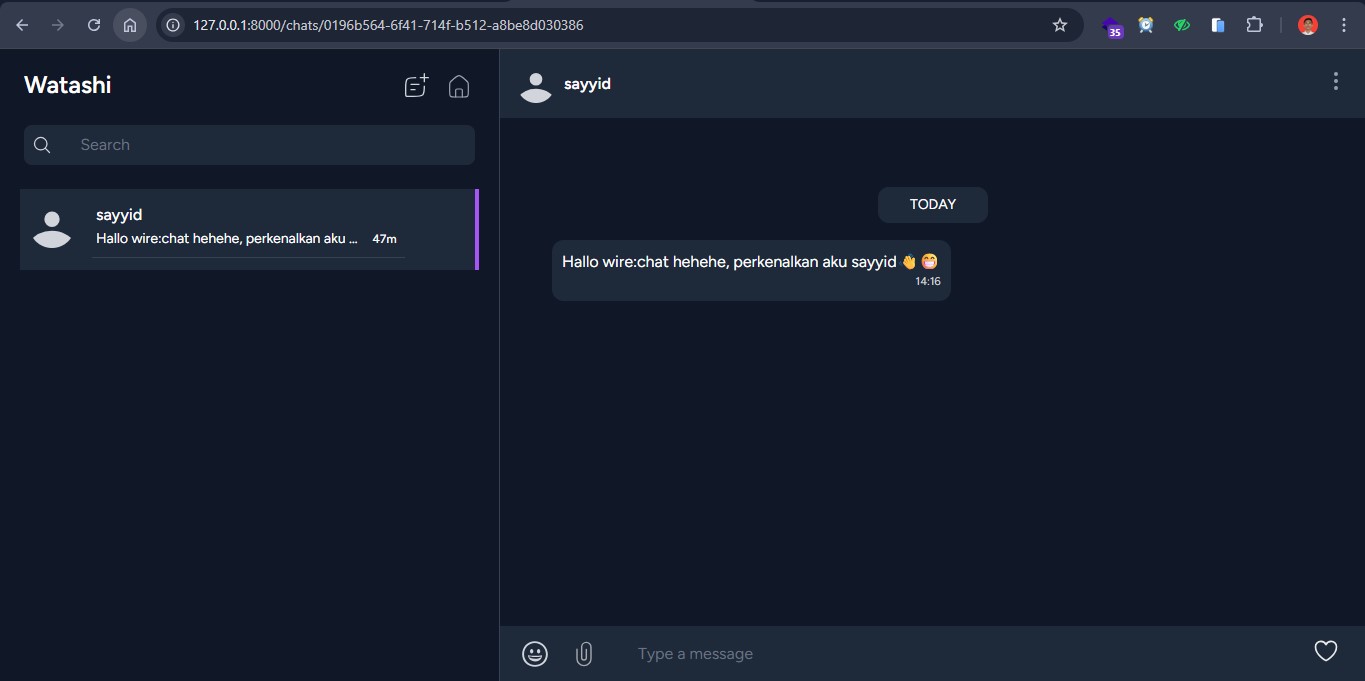 127.0.0.1:8000/chats/0196b564-6f41-714f-b512-a8be8d030386
35
Watashi
Search
sayyid
Hallo wire:chat hehehe, perkenalkan aku ... 47m
sayyid
TODAY
Hallo wire:chat hehehe, perkenalkan aku sayyid 👋 😁
14:16
Type a message